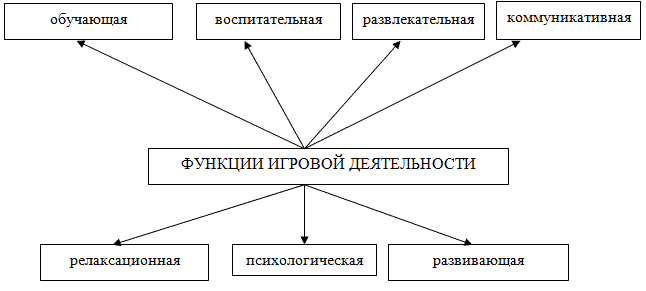 обучающая
воспитательная
развлекательная
коммуникативная
ФУНКЦИИ ИГРОВОЙ ДЕЯТЕЛЬНОСТИ
релаксационная
психологическая
развивающая